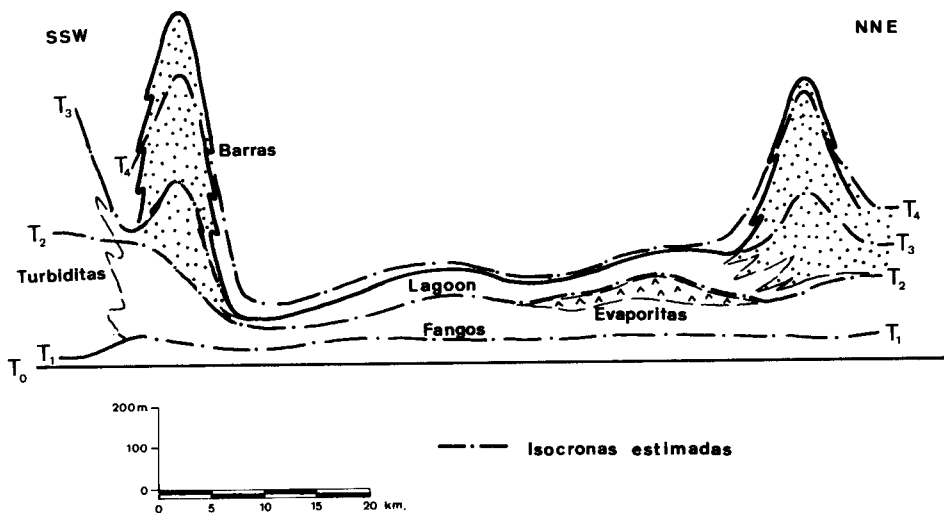 SSW
NNE
T3
T4
Barras
T4
T2
T3
Turbiditas
Lagoon
T2
Evaporitas
Fangos
T1
T1
T0
200 m.
100
0
0 5 10 15 20 km.
Isocronas estimadas